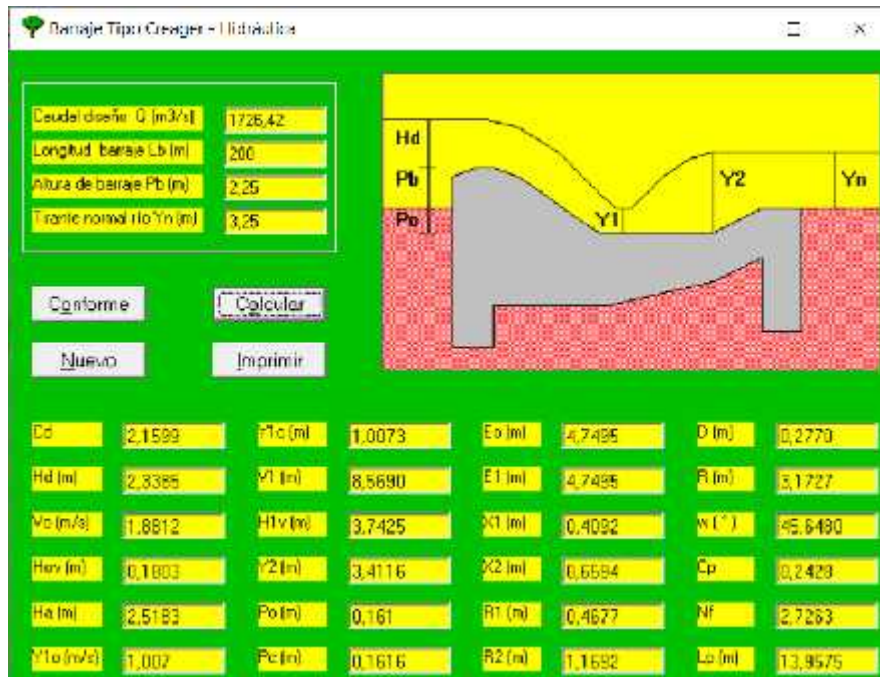 Barraje Tipo Creager - Hidráulica
Caudal diseño Q (m3/s) 1726,42
Longitud barraje Lb (m) 200
Altura de barraje Pb (m) 2,25
Tirante normal río Yn (m) 3,25
Hd
Pb Y2 Yn
Po Y1
Conforme Calcular
Nuevo Imprimir
Cd 2,1599 Y1c (m) 1,0073 Eo (m) 4,7495 D (m) 0,2770
Hd (m) 2,3385 V1 (m) 8,5690 E1 (m) 4,7495 R (m) 3,1727
Vo (m/s) 1,8812 H1v (m) 3,7425 X1 (m) 0,4092 w (°) 45,6480
Hav (m) 0,1803 Y2 (m) 3,4116 X2 (m) 0,6594 Cp 0,2428
Ha (m) 2,5183 Po (m) 0,161 R1 (m) 0,4677 Nf 2,7263
Y1o (m/s) 1,007 Pc (m) 0,1616 R2 (m) 1,1692 Lp (m) 13,9575